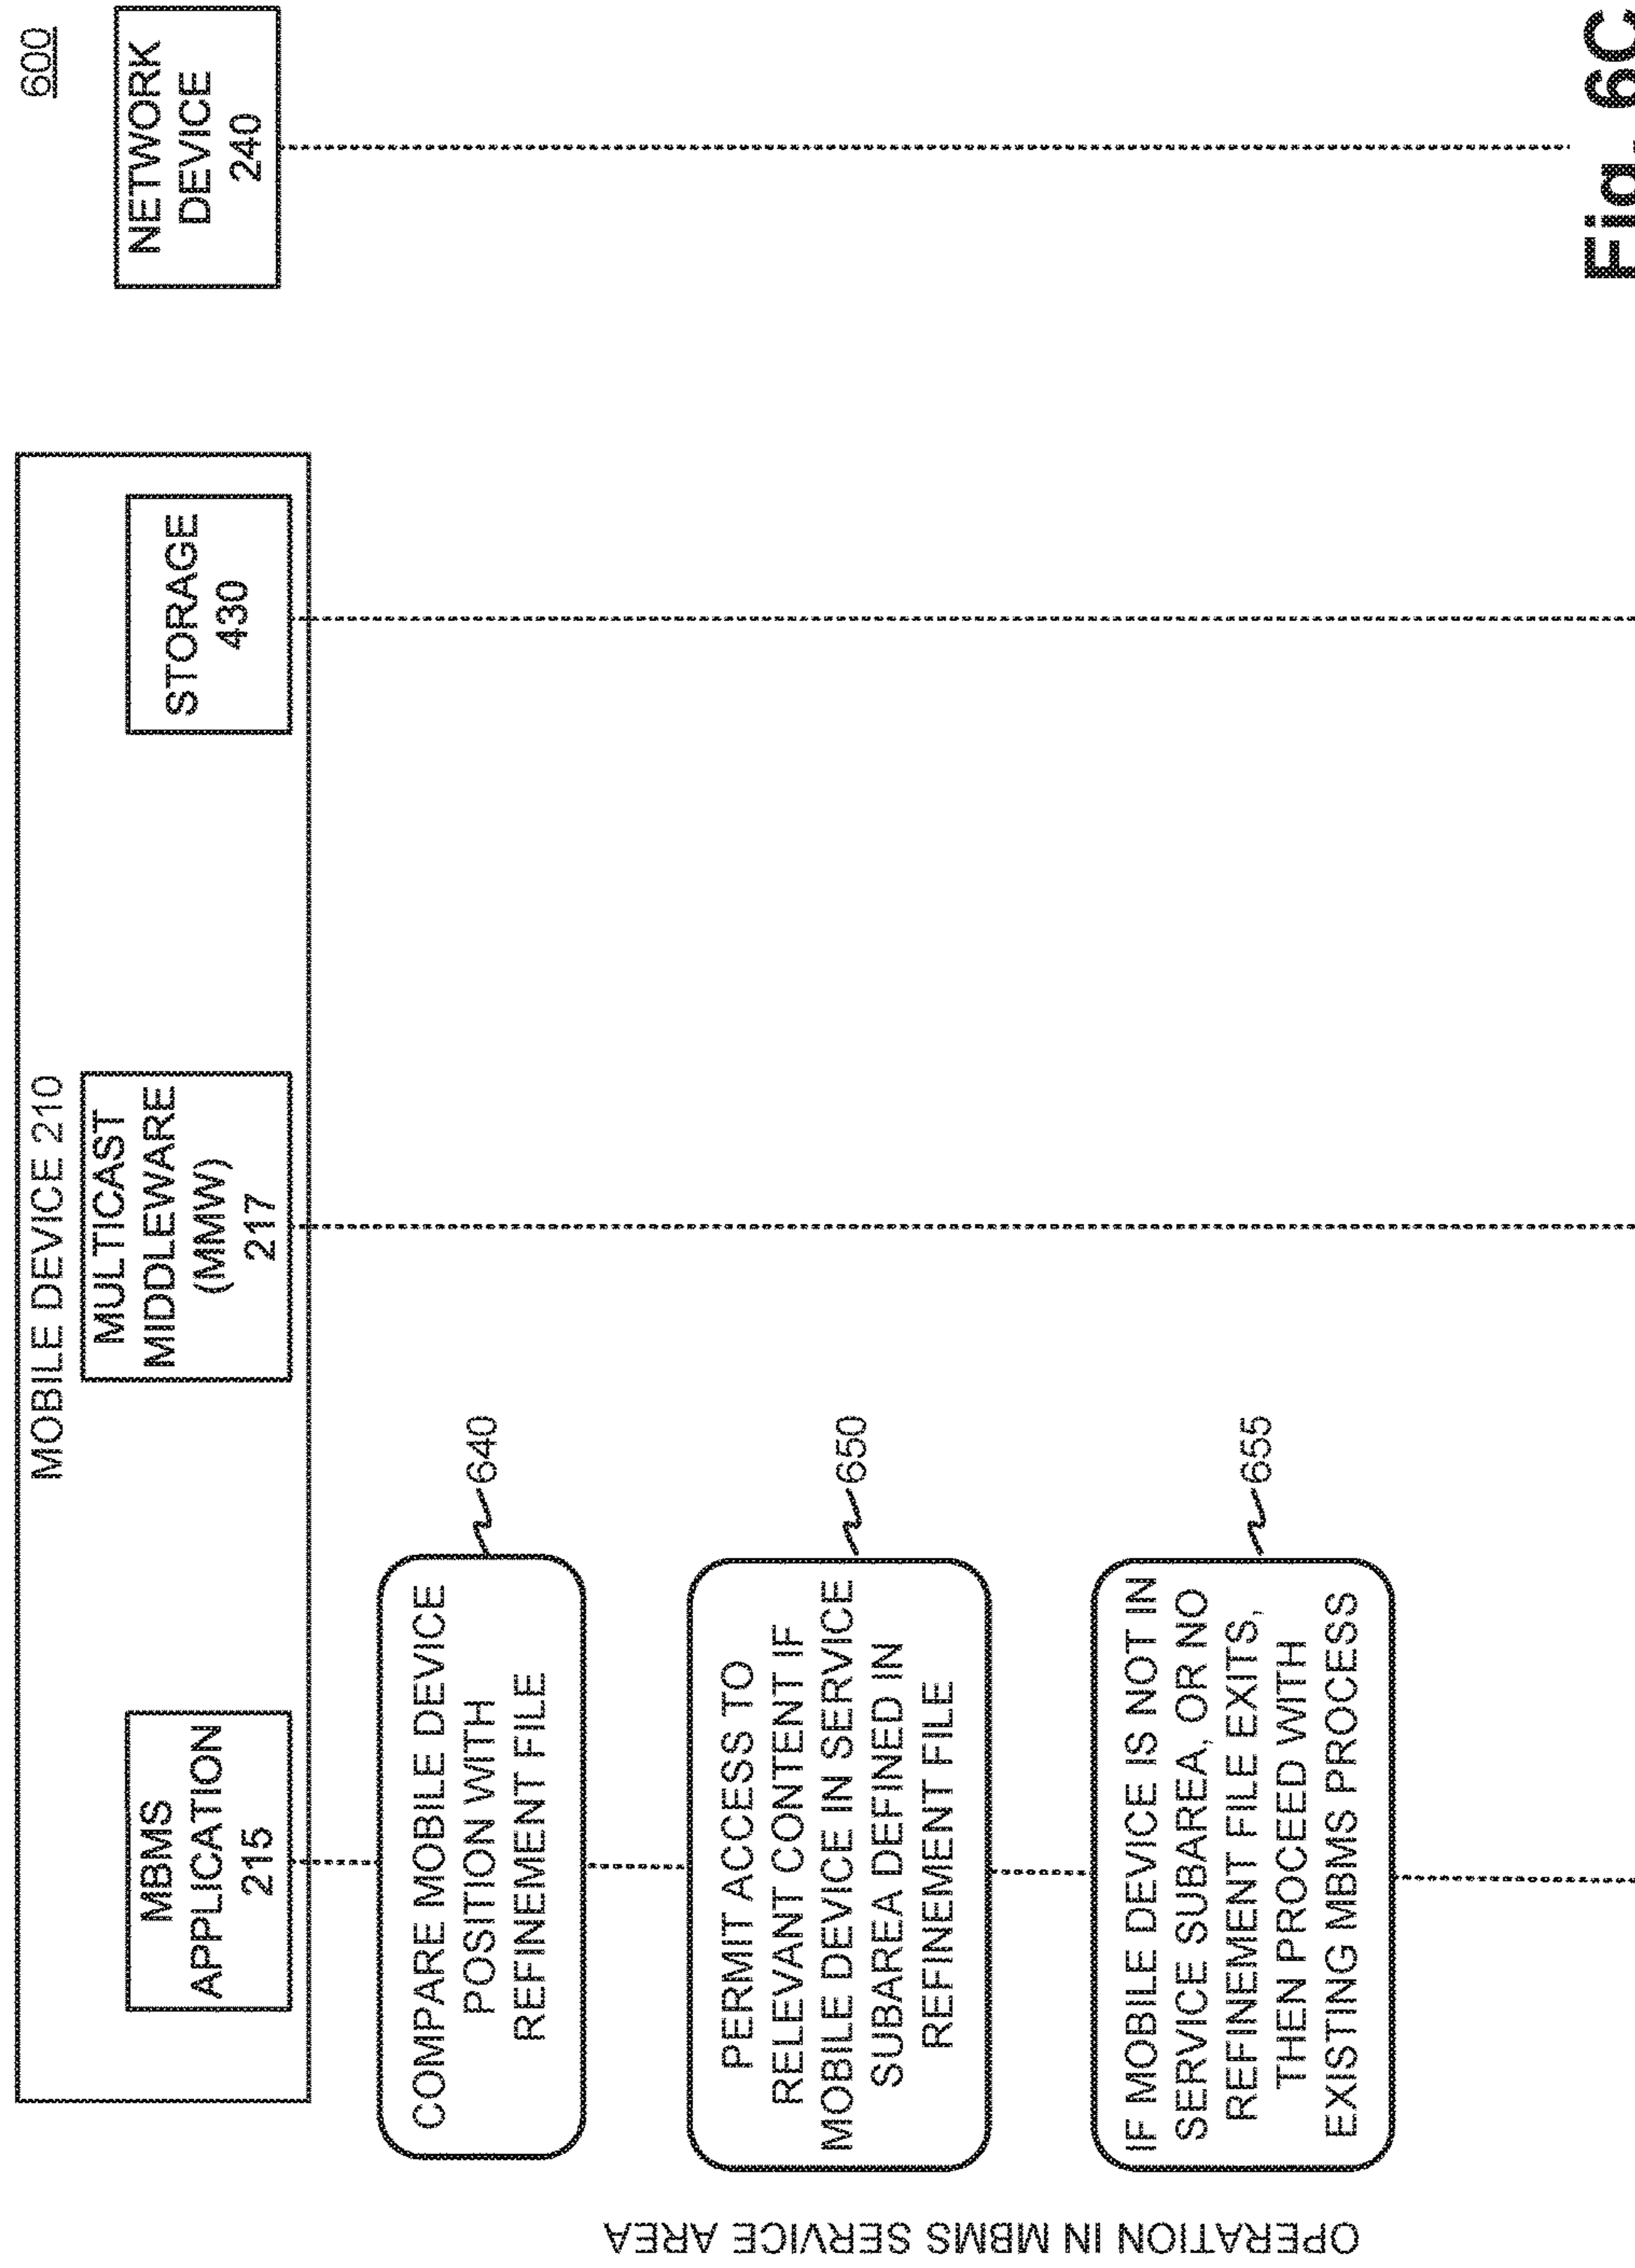 600
MOBILE DEVICE 210
MBMS
APPLICATION
215
MULTICAST
MIDDLEWARE
(MMW)
217
STORAGE
430
NETWORK
DEVICE
240
OPERATION IN MBMS SERVICE AREA
COMPARE MOBILE DEVICE
POSITION WITH
REFINEMENT FILE
640
PERMIT ACCESS TO
RELEVANT CONTENT IF
MOBILE DEVICE IN SERVICE
SUBAREA DEFINED IN
REFINEMENT FILE
650
IF MOBILE DEVICE IS NOT IN
SERVICE SUBAREA, OR NO
REFINEMENT FILE EXITS,
THEN PROCEED WITH
EXISTING MBMS PROCESS
655
Fig. 6C